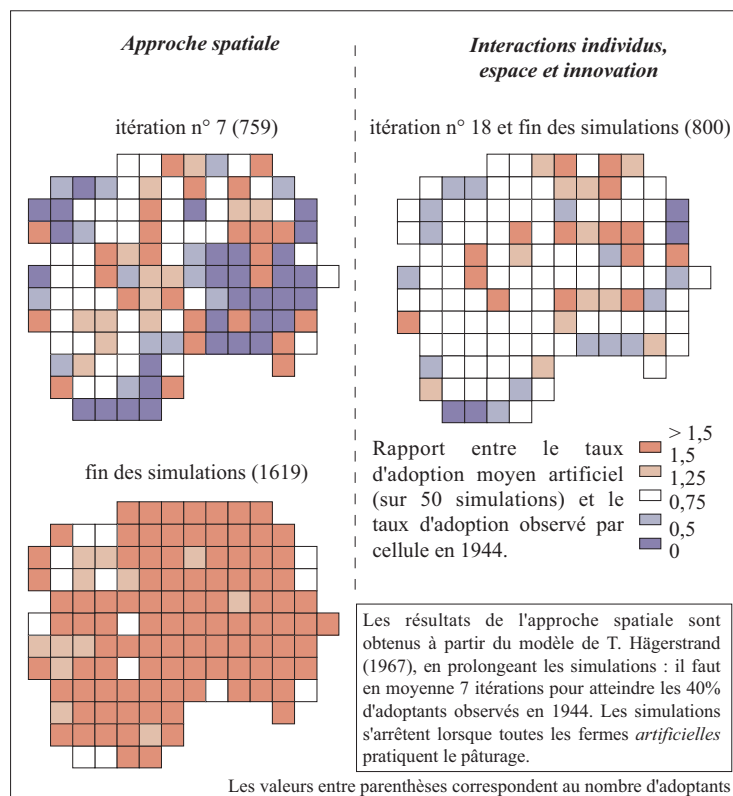 Approche spatiale
Interactions individus,
espace et innovation
itération n° 7 (759)
itération n° 18 et fin des simulations (800)
fin des simulations (1619)
Rapport entre le taux
d'adoption moyen artificiel
(sur 50 simulations) et le
taux d'adoption observé par
cellule en 1944.
> 1,5
1,5
1,25
0,75
0,5
0
Les résultats de l'approche spatiale sont
obtenus à partir du modèle de T. Hägerstrand
(1967), en prolongeant les simulations : il faut
en moyenne 7 itérations pour atteindre les 40%
d'adoptants observés en 1944. Les simulations
s'arrêtent lorsque toutes les fermes artificielles
pratiquent le pâturage.
Les valeurs entre parenthèses correspondent au nombre d'adoptants